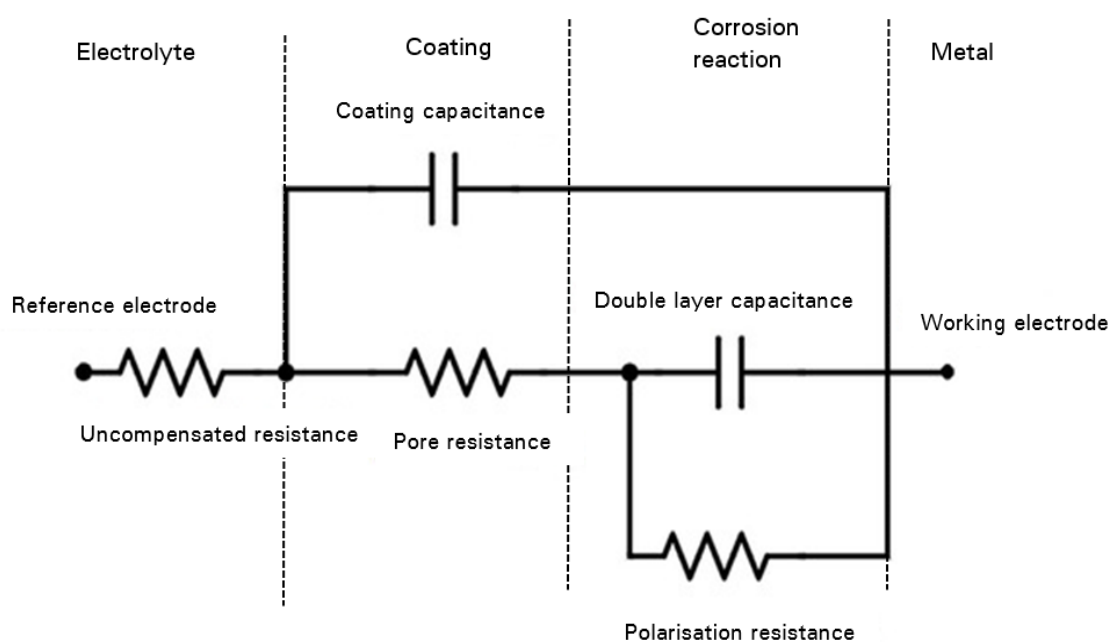 Electrolyte
Coating
Corrosion
reaction
Metal
Coating capacitance
Reference electrode
Double layer capacitance
Working electrode
Uncompensated resistance
Pore resistance
Polarisation resistance